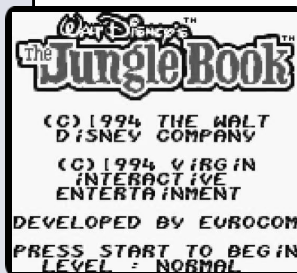 WALT DISNEY'S TM
The Jungle Book TM
(C)1994 THE WALT
DISNEY COMPANY
(C)1994 VIRGIN
INTERACTIVE
ENTERTAINMENT
DEVELOPED BY EUROCOM
PRESS START TO BEGIN
LEVEL : NORMAL